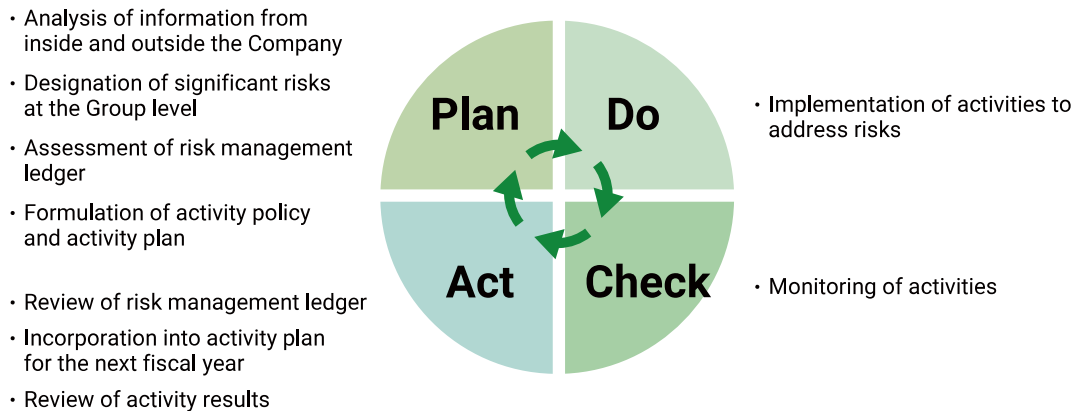 ・Analysis of information from
inside and outside the Company
・Designation of significant risks
at the Group level
・Assessment of risk management
ledger
・Formulation of activity policy
and activity plan
Plan
Do
・Implementation of activities to
address risks
・Review of risk management ledger
・Incorporation into activity plan
for the next fiscal year
・Review of activity results
Act
Check
・Monitoring of activities